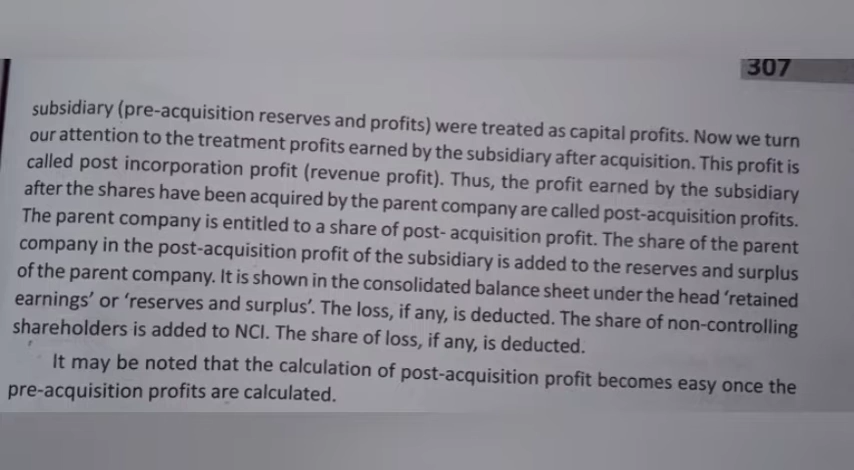 307
subsidiary (pre-acquisition reserves and profits) were treated as capital profits. Now we turn
our attention to the treatment profits earned by the subsidiary after acquisition. This profit is
called post incorporation profit (revenue profit). Thus, the profit earned by the subsidiary
after the shares have been acquired by the parent company are called post-acquisition profits.
The parent company is entitled to a share of post- acquisition profit. The share of the parent
company in the post-acquisition profit of the subsidiary is added to the reserves and surplus
of the parent company. It is shown in the consolidated balance sheet under the head ‘retained
earnings’ or ‘reserves and surplus’. The loss, if any, is deducted. The share of non-controlling
shareholders is added to NCI. The share of loss, if any, is deducted.
It may be noted that the calculation of post-acquisition profit becomes easy once the
pre-acquisition profits are calculated.